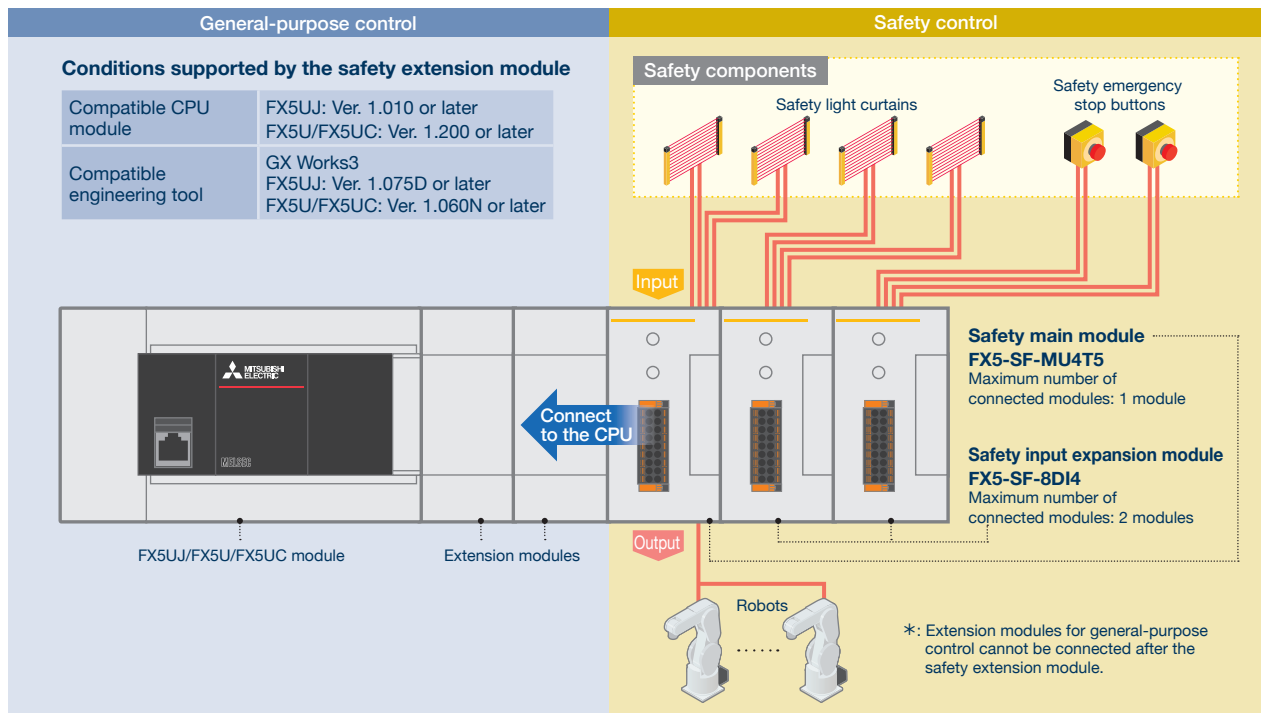 General-purpose control
Conditions supported by the safety extension module
Compatible CPU
module
FX5UJ: Ver. 1.010 or later
FX5U/FX5UC: Ver. 1.200 or later
Compatible
engineering tool
GX Works3
FX5UJ: Ver. 1.075D or later
FX5U/FX5UC: Ver. 1.060N or later
MITSUBISHI
ELECTRIC
MELSEC
Connect
to the CPU
FX5UJ/FX5U/FX5UC module
Extension modules
Safety control
Safety components
Safety light curtains
Safety emergency
stop buttons
Input
Safety main module
FX5-SF-MU4T5
Maximum number of
connected modules: 1 module
Safety input expansion module
FX5-SF-8DI4
Maximum number of
connected modules: 2 modules
Output
Robots
......
*: Extension modules for general-purpose
control cannot be connected after the
safety extension module.